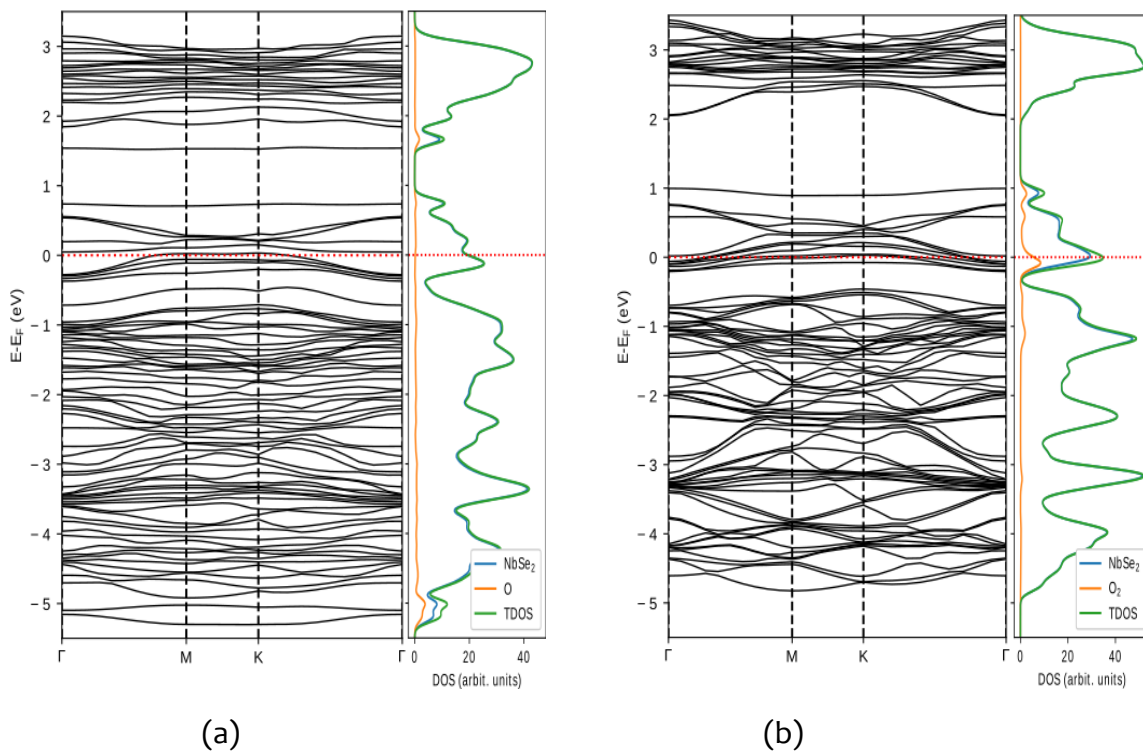 3
2
1
0
−1
−2
−3
−4
−5
E-E_F (eV)
Γ
M
K
Γ
NbSe₂
O
TDOS
0
20
40
DOS (arbit. units)
(a)
3
2
1
0
−1
−2
−3
−4
−5
E-E_F (eV)
Γ
M
K
Γ
NbSe₂
O₂
TDOS
0
20
40
DOS (arbit. units)
(b)